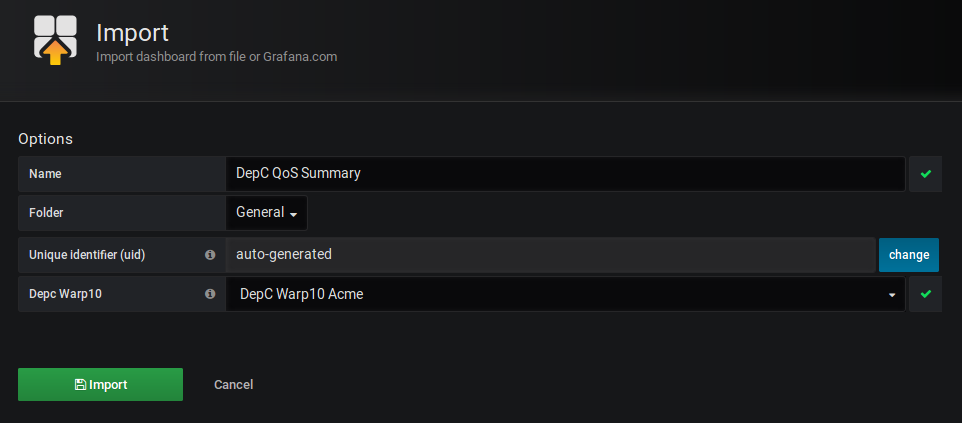 Import
Import dashboard from file or Grafana.com
Options
Name DepC QoS Summary
Folder General
Unique identifier (uid) auto-generated change
Depc Warp10 DepC Warp10 Acme
Import Cancel